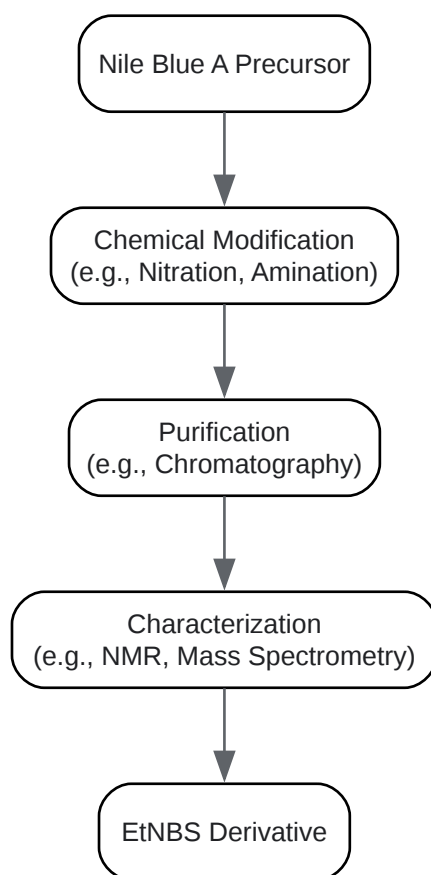 Nile Blue A Precursor
Chemical Modification
(e.g., Nitration, Amination)
Purification
(e.g., Chromatography)
Characterization
(e.g., NMR, Mass Spectrometry)
EtNBS Derivative